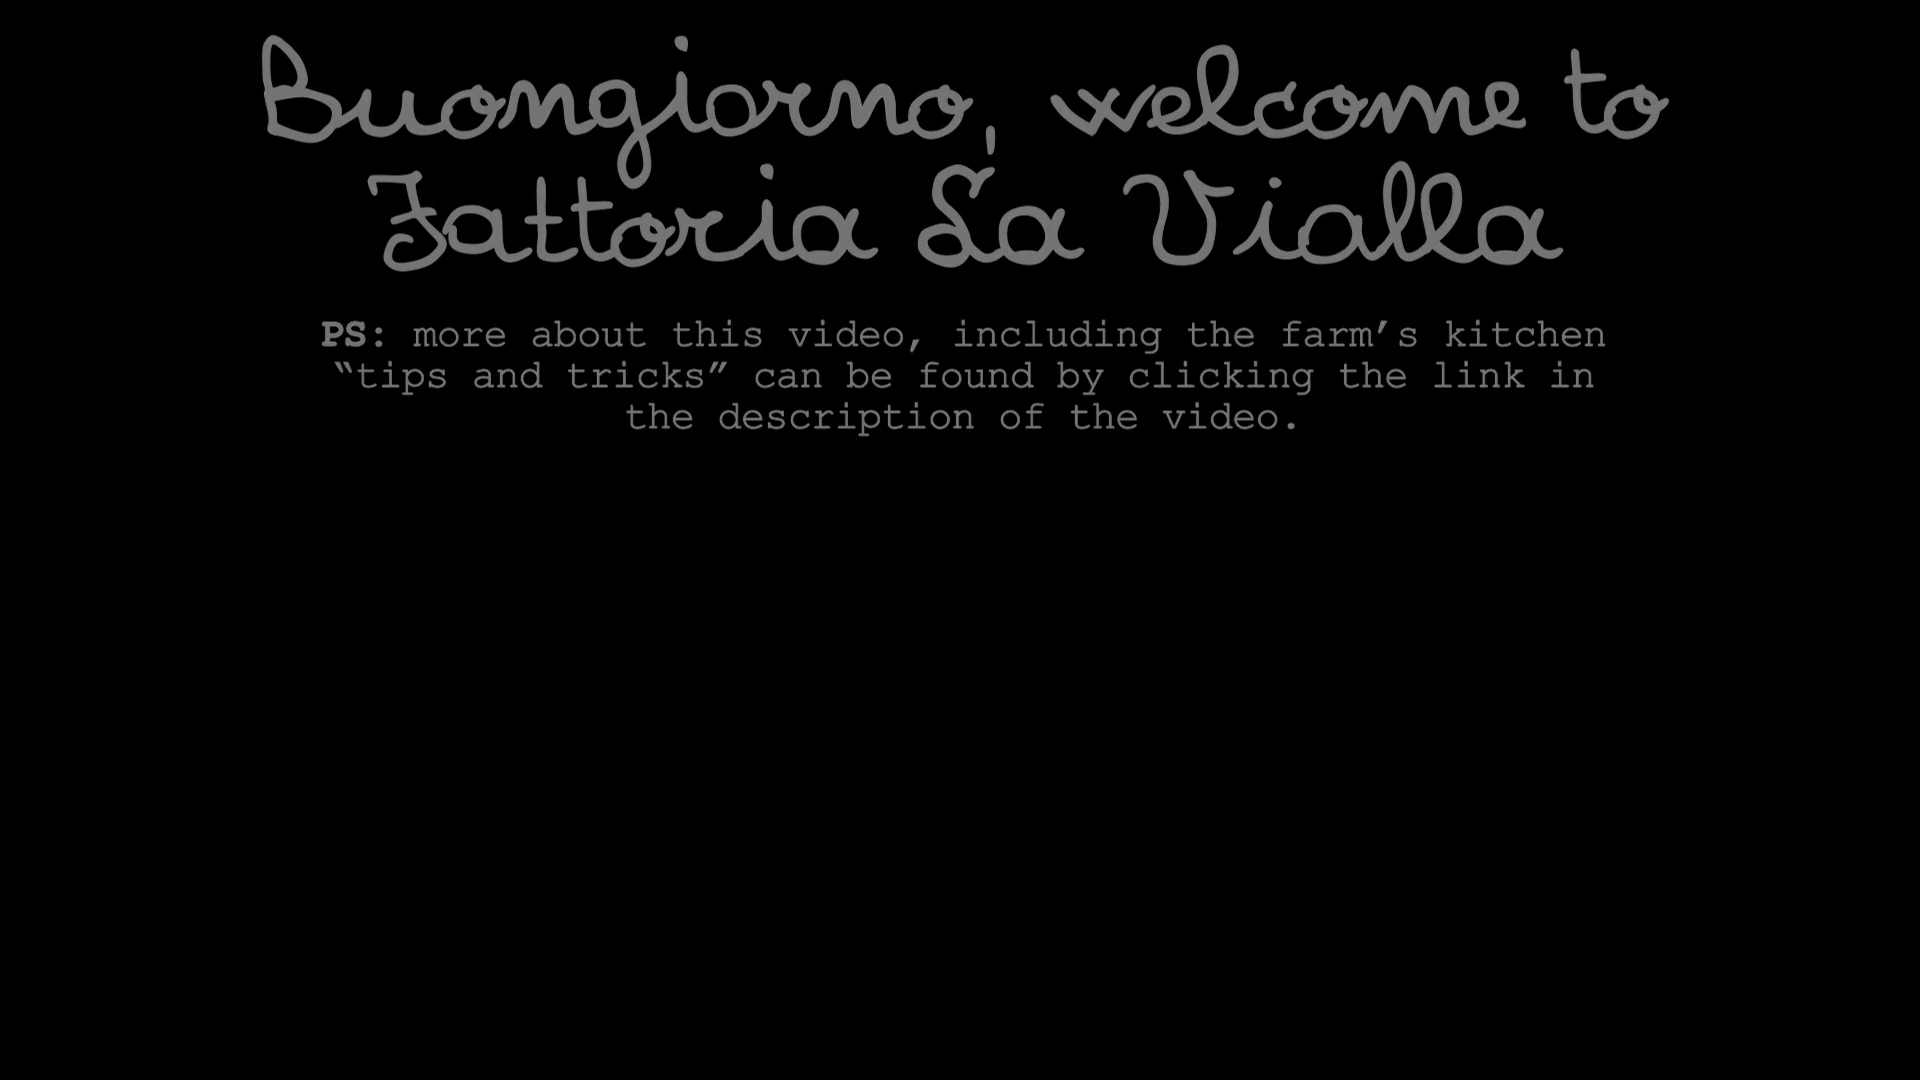 Buongiorno, welcome to
Fattoria La Vialla
PS: more about this video, including the farm’s kitchen
“tips and tricks” can be found by clicking the link in
the description of the video.